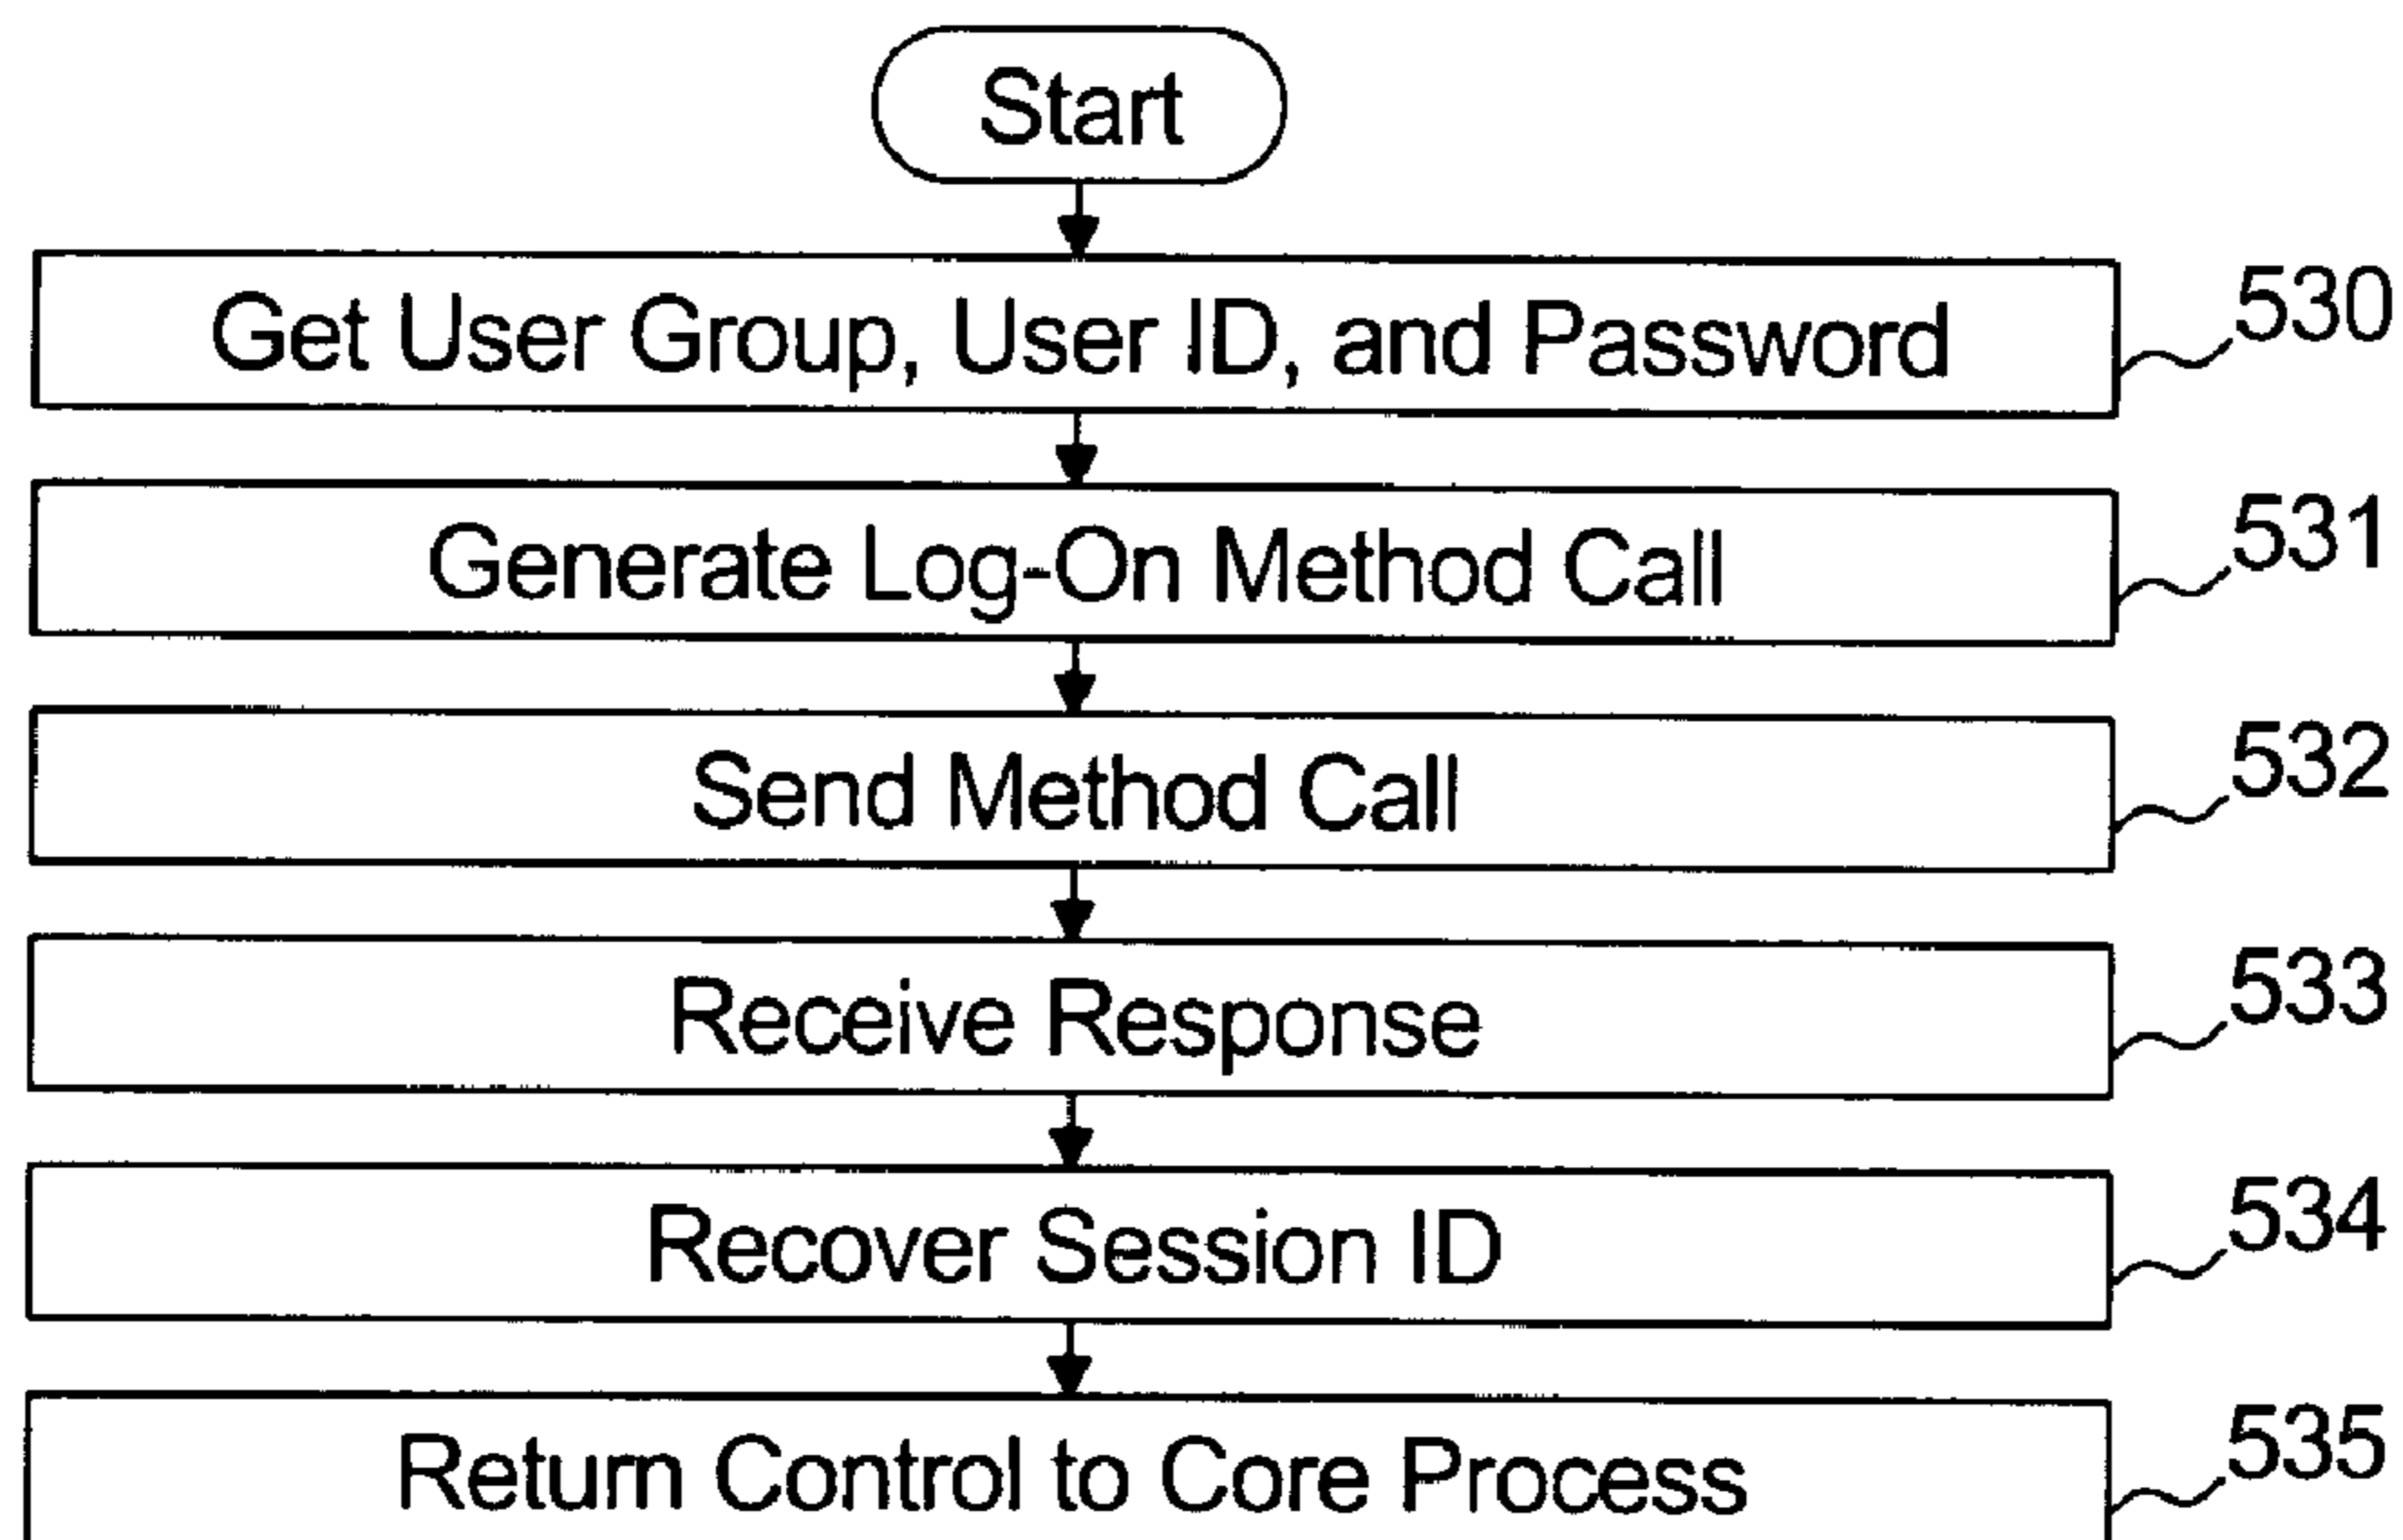 Start
Get User Group, User ID, and Password
530
Generate Log-On Method Call
531
Send Method Call
532
Receive Response
533
Recover Session ID
534
Return Control to Core Process
535